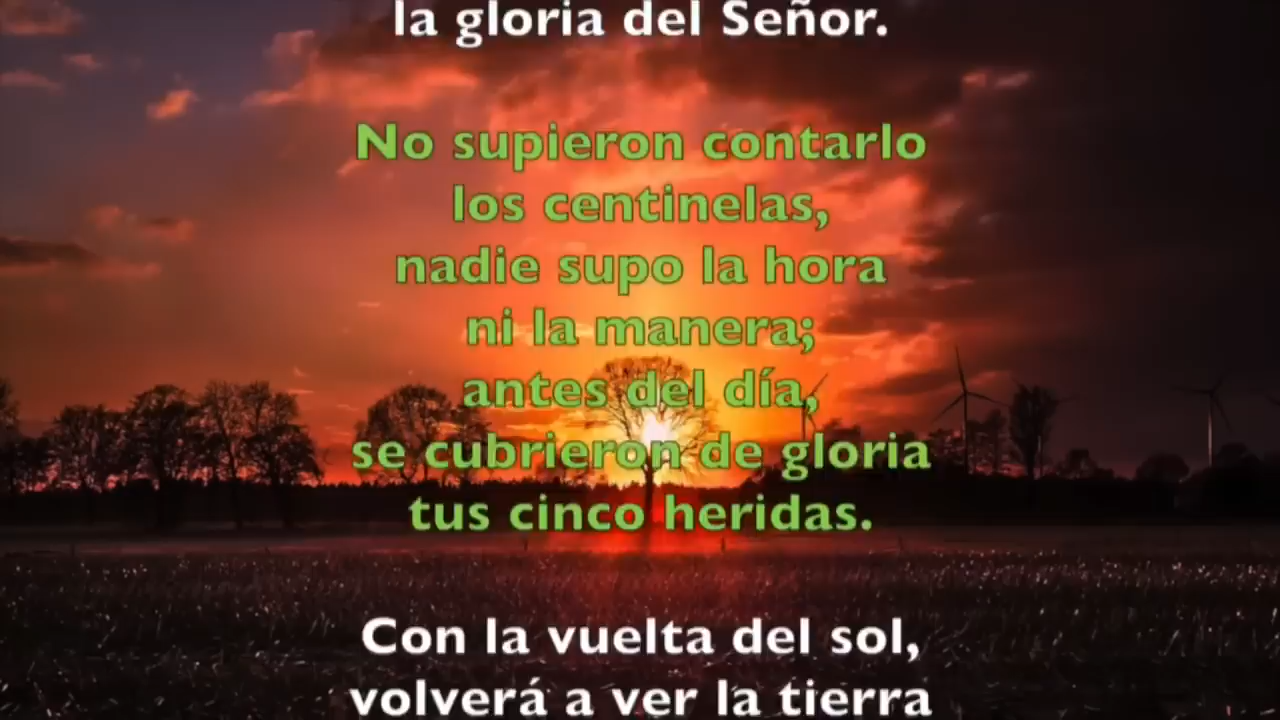 la gloria del Señor.
No supieron contarlo
los centinelas,
nadie supo la hora
ni la manera;
antes del día,
se cubrieron de gloria
tus cinco heridas.
Con la vuelta del sol,
volverá a ver la tierra